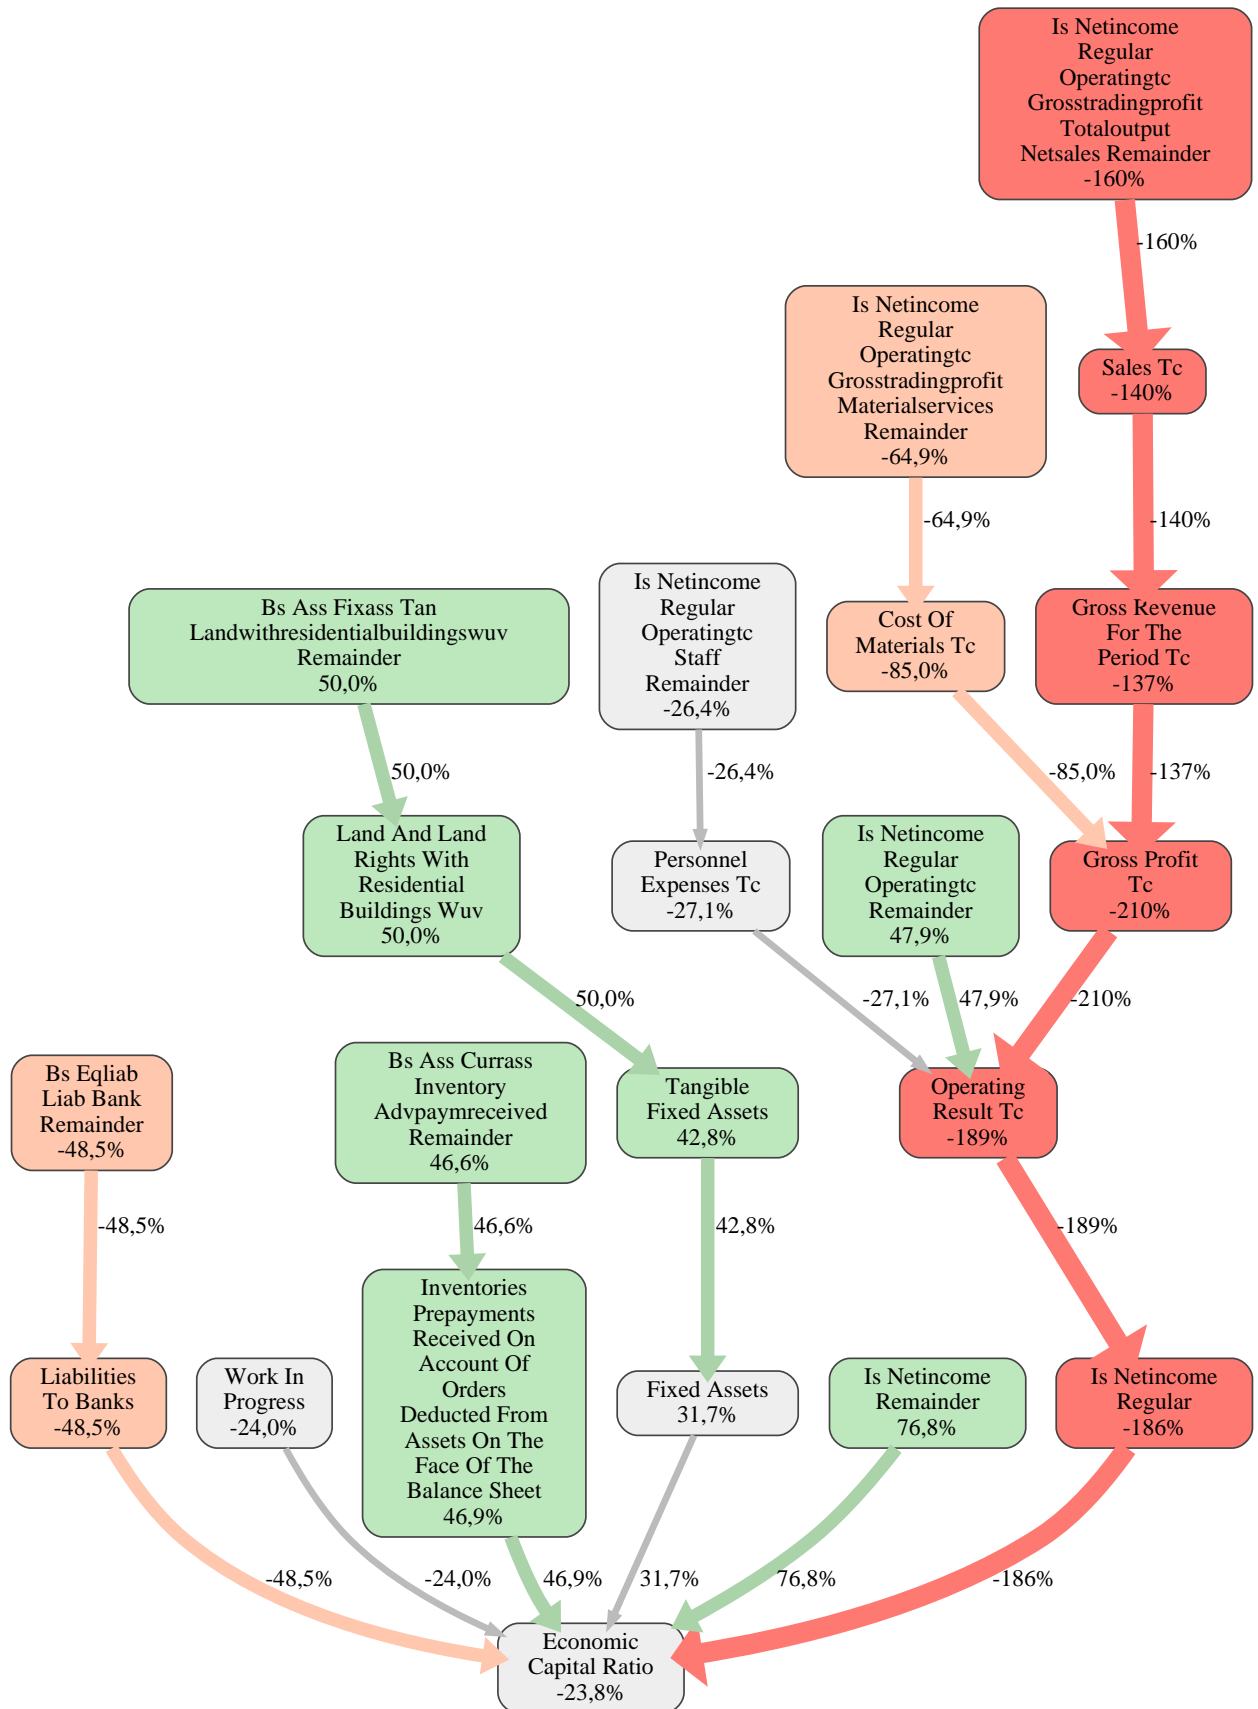 Is Netincome
Regular
Operatingtc
Grosstradingprofit
Totaloutput
Netsales Remainder
-160%
-160%
Is Netincome
Regular
Operatingtc
Grosstradingprofit
Materialservices
Remainder
-64,9%
Sales Tc
-140%
-64,9%
-140%
Bs Ass Fixass Tan
Landwithresidentialbuildingswuv
Remainder
50,0%
Is Netincome
Regular
Operatingtc
Staff
Remainder
-26,4%
Cost Of
Materials Tc
-85,0%
Gross Revenue
For The
Period Tc
-137%
50,0%
-26,4%
-85,0%
-137%
Land And Land
Rights With
Residential
Buildings Wuv
50,0%
Personnel
Expenses Tc
-27,1%
Is Netincome
Regular
Operatingtc
Remainder
47,9%
Gross Profit
Tc
-210%
50,0%
-27,1%
47,9%
-210%
Bs Eqliab
Liab Bank
Remainder
-48,5%
Bs Ass Currass
Inventory
Advpaymreceived
Remainder
46,6%
Tangible
Fixed Assets
42,8%
Operating
Result Tc
-189%
-48,5%
46,6%
42,8%
-189%
Liabilities
To Banks
-48,5%
Work In
Progress
-24,0%
Inventories
Prepayments
Received On
Account Of
Orders
Deducted From
Assets On The
Face Of The
Balance Sheet
46,9%
Fixed Assets
31,7%
Is Netincome
Remainder
76,8%
Is Netincome
Regular
-186%
-48,5%
-24,0%
46,9%
31,7%
76,8%
-186%
Economic
Capital Ratio
-23,8%